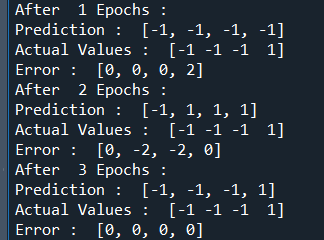 After  1 Epochs :
Prediction :  [-1, -1, -1, -1]
Actual Values :  [-1 -1 -1  1]
Error :  [0, 0, 0, 2]
After  2 Epochs :
Prediction :  [-1, 1, 1, 1]
Actual Values :  [-1 -1 -1  1]
Error :  [0, -2, -2, 0]
After  3 Epochs :
Prediction :  [-1, -1, -1, 1]
Actual Values :  [-1 -1 -1  1]
Error :  [0, 0, 0, 0]